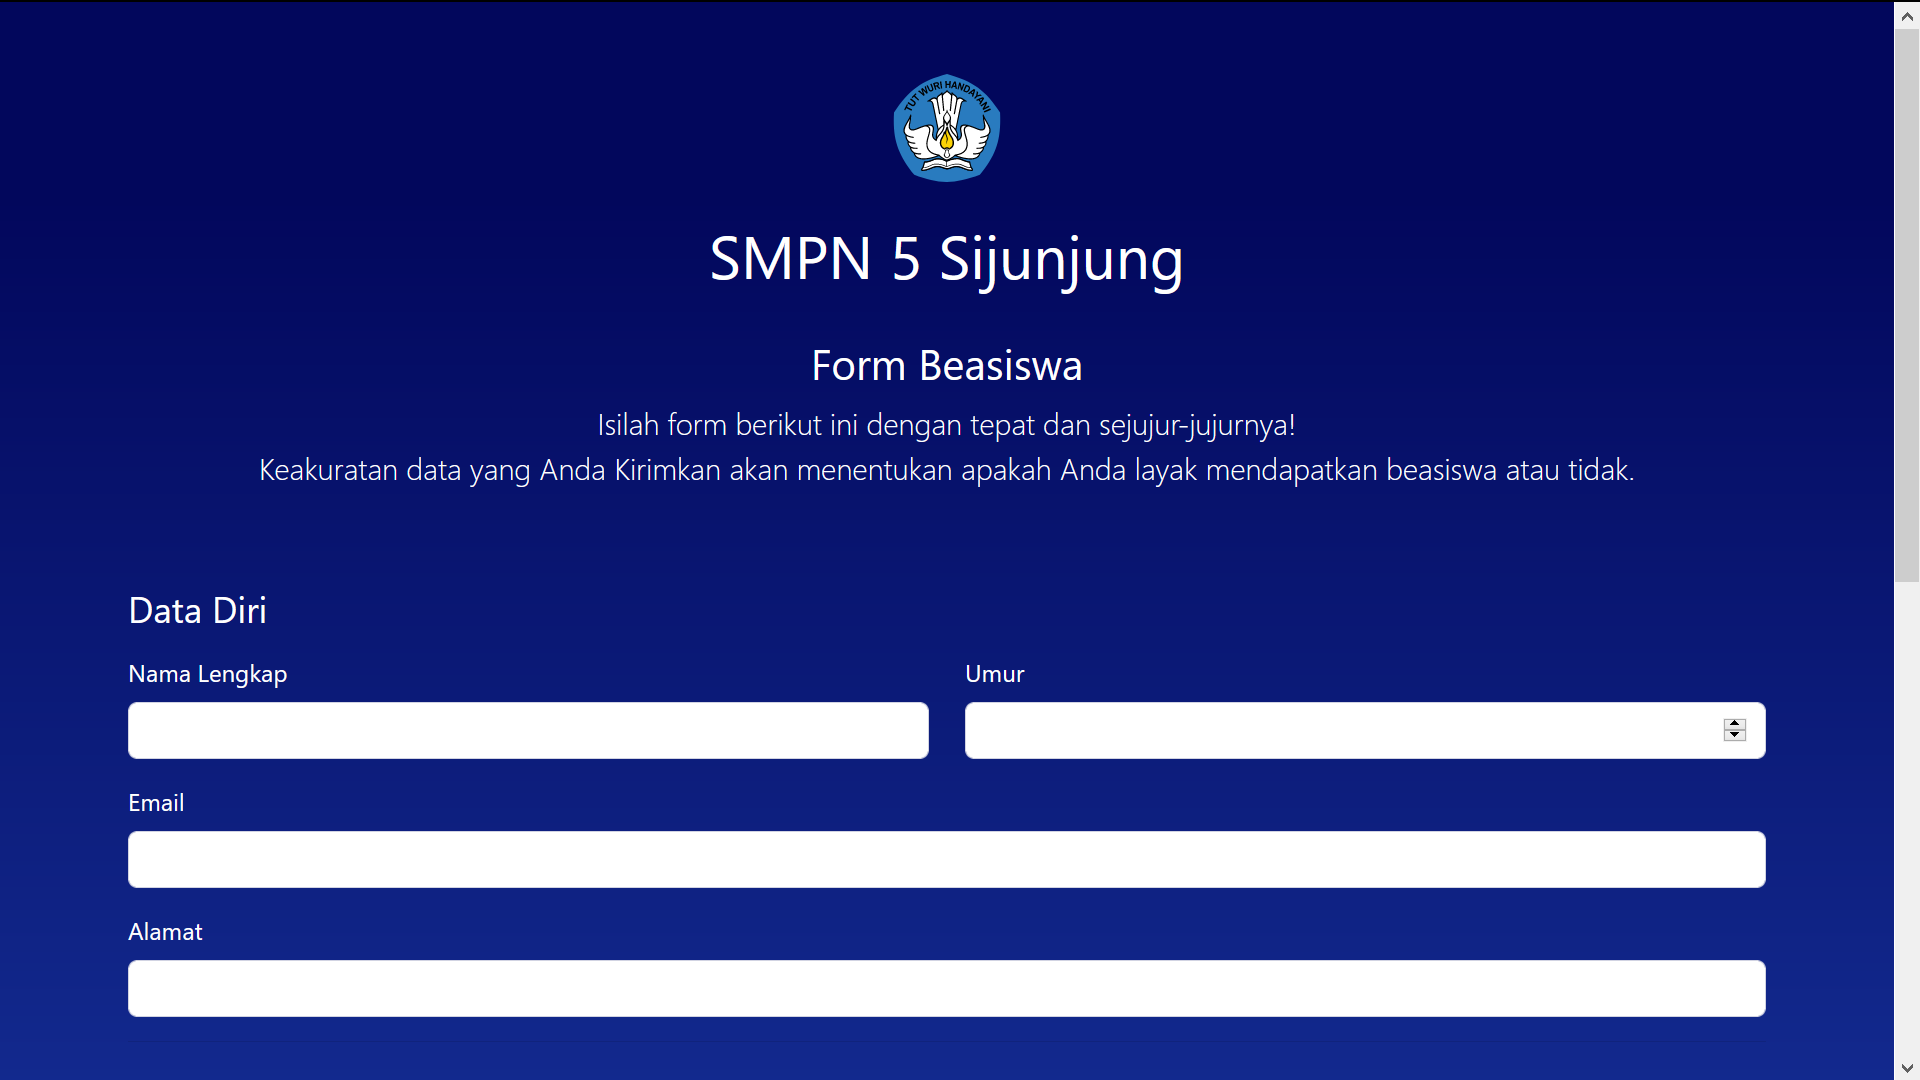 TUT WURI HANDAYANI
SMPN 5 Sijunjung
Form Beasiswa
Isilah form berikut ini dengan tepat dan sejujur-jujurnya!
Keakuratan data yang Anda Kirimkan akan menentukan apakah Anda layak mendapatkan beasiswa atau tidak.
Data Diri
Nama Lengkap
Umur
Email
Alamat